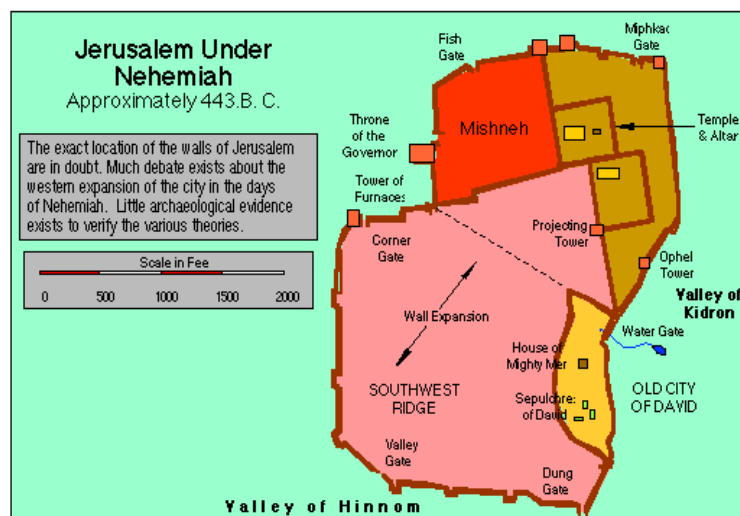 Jerusalem Under
Nehemiah
Approximately 443.B. C.
The exact location of the walls of Jerusalem
are in doubt. Much debate exists about the
western expansion of the city in the days
of Nehemiah. Little archaeological evidence
exists to verify the various theories.
Scale in Fee
0 500 1000 1500 2000
Fish
Gate
Miphkad
Gate
Throne
of the
Governor
Mishneh
Temple
& Altar
Tower of
Furnaces
Corner
Gate
Projecting
Tower
Ophel
Tower
Valley of
Kidron
Wall Expansion
Water Gate
House of
Mighty Mer
SOUTHWEST
RIDGE
Sepulchre:
of David
OLD CITY
OF DAVID
Valley
Gate
Dung
Gate
Valley of Hinnom